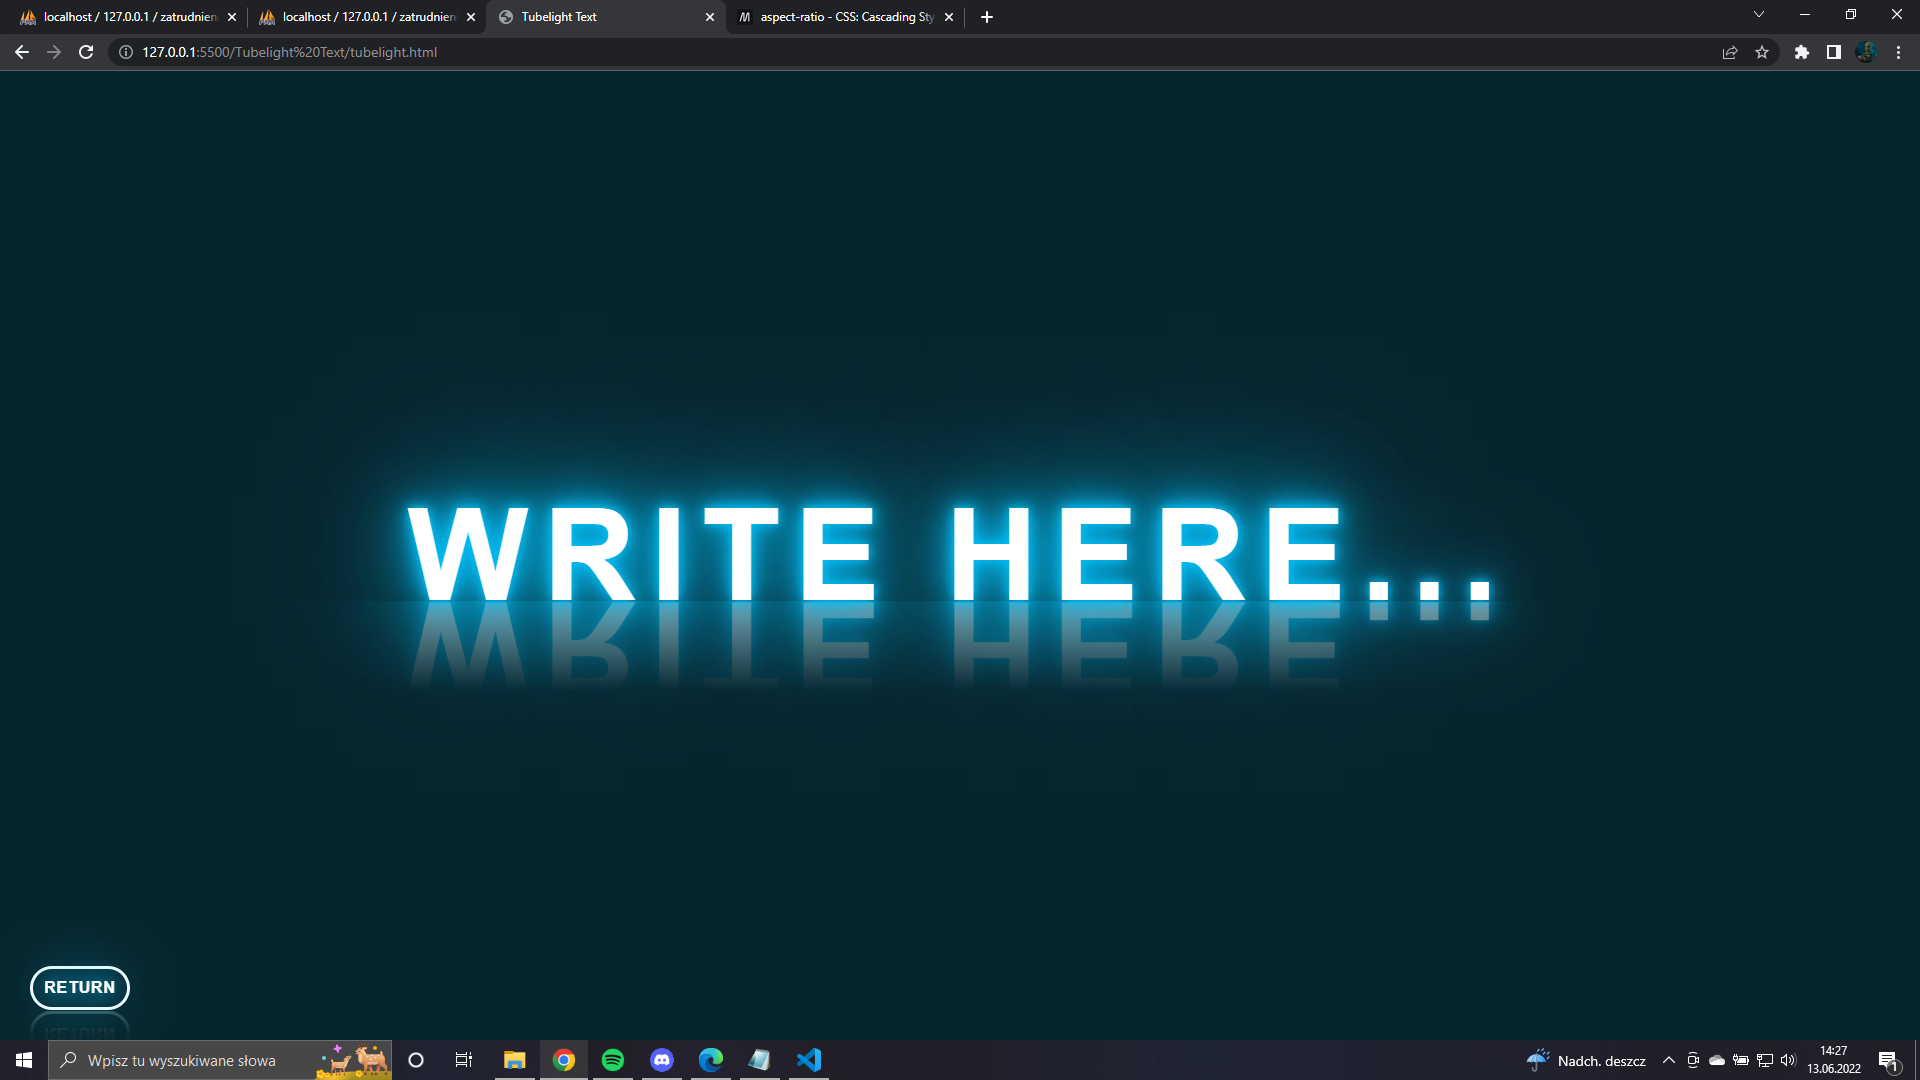 localhost / 127.0.0.1 / zatrudnieni
localhost / 127.0.0.1 / zatrudnieni
Tubelight Text
aspect-ratio - CSS: Cascading Sty
127.0.0.1:5500/Tubelight%20Text/tubelight.html
WRITE HERE...
RETURN
Wpisz tu wyszukiwane słowa
Nadch. deszcz
14:27
13.06.2022
1